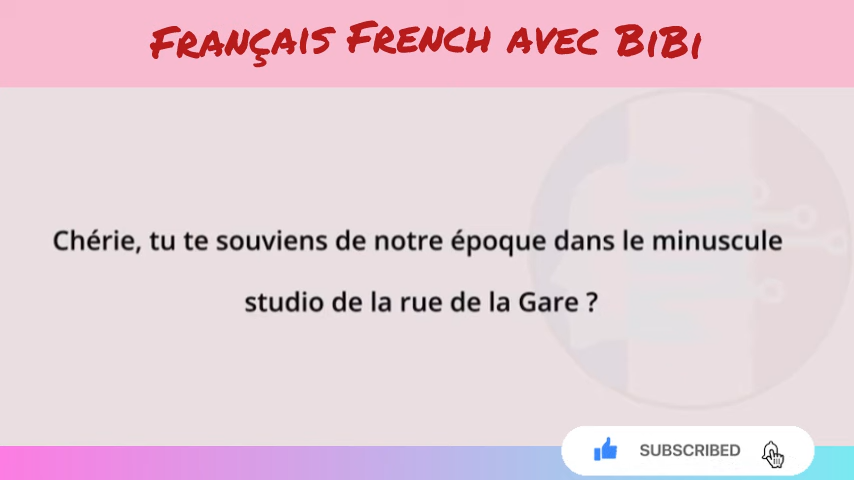 FRANÇAIS FRENCH AVEC BIBI
Chérie, tu te souviens de notre époque dans le minuscule
studio de la rue de la Gare ?
SUBSCRIBED